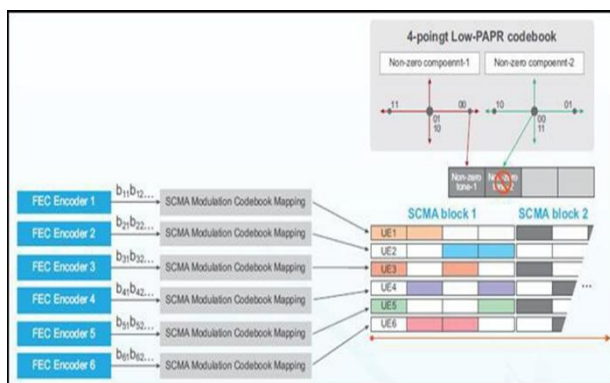 4-poingt Low-PAPR codebook
Non-zero compoennt-1
Non-zero compoennt-2
11
00
01
10
10
01
00
11
Non-zero tone-1
Non-zero
SCMA block 1
SCMA block 2
FEC Encoder 1
b11b12...
SCMA Modulation Codebook Mapping
UE1
FEC Encoder 2
b21b22...
SCMA Modulation Codebook Mapping
UE2
FEC Encoder 3
b31b32...
SCMA Modulation Codebook Mapping
UE3
FEC Encoder 4
b41b42...
SCMA Modulation Codebook Mapping
UE4
...
FEC Encoder 5
b51b52...
SCMA Modulation Codebook Mapping
UE5
FEC Encoder 6
b61b62...
SCMA Modulation Codebook Mapping
UE6